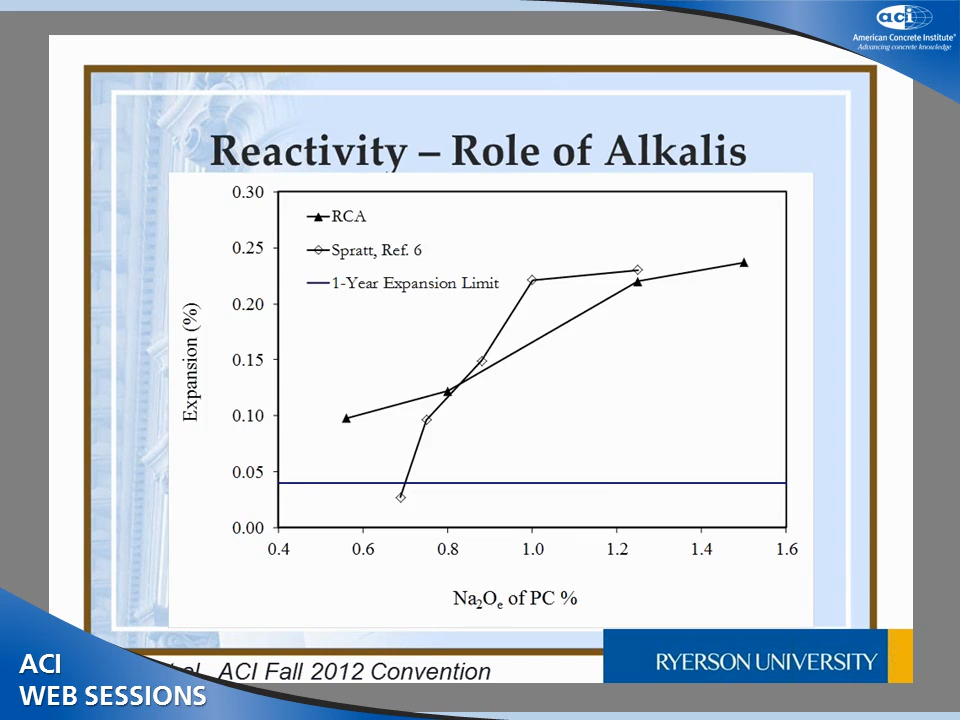 aci
American Concrete Institute®
Advancing concrete knowledge
Reactivity – Role of Alkalis
0.30
0.25
0.20
0.15
0.10
0.05
0.00
Expansion (%)
RCA
Spratt, Ref. 6
1-Year Expansion Limit
0.4 0.6 0.8 1.0 1.2 1.4 1.6
Na₂Oₑ of PC %
ACI Fall 2012 Convention
RYERSON UNIVERSITY
ACI
WEB SESSIONS